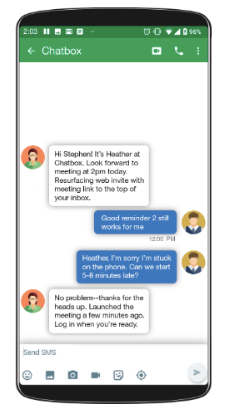 2:03 96%
Chatbox
Hi Stephen! It's Heather at
Chatbox. Look forward to
meeting at 2pm today.
Resurfacing web invite with
meeting link to the top of
your inbox.
Good reminder 2 still
works for me
12:00 PM
Heather, I'm sorry I'm stuck
on the phone. Can we start
5-8 minutes late?
No problem--thanks for the
heads up. Launched the
meeting a few minutes ago.
Log in when you're ready.
Send SMS